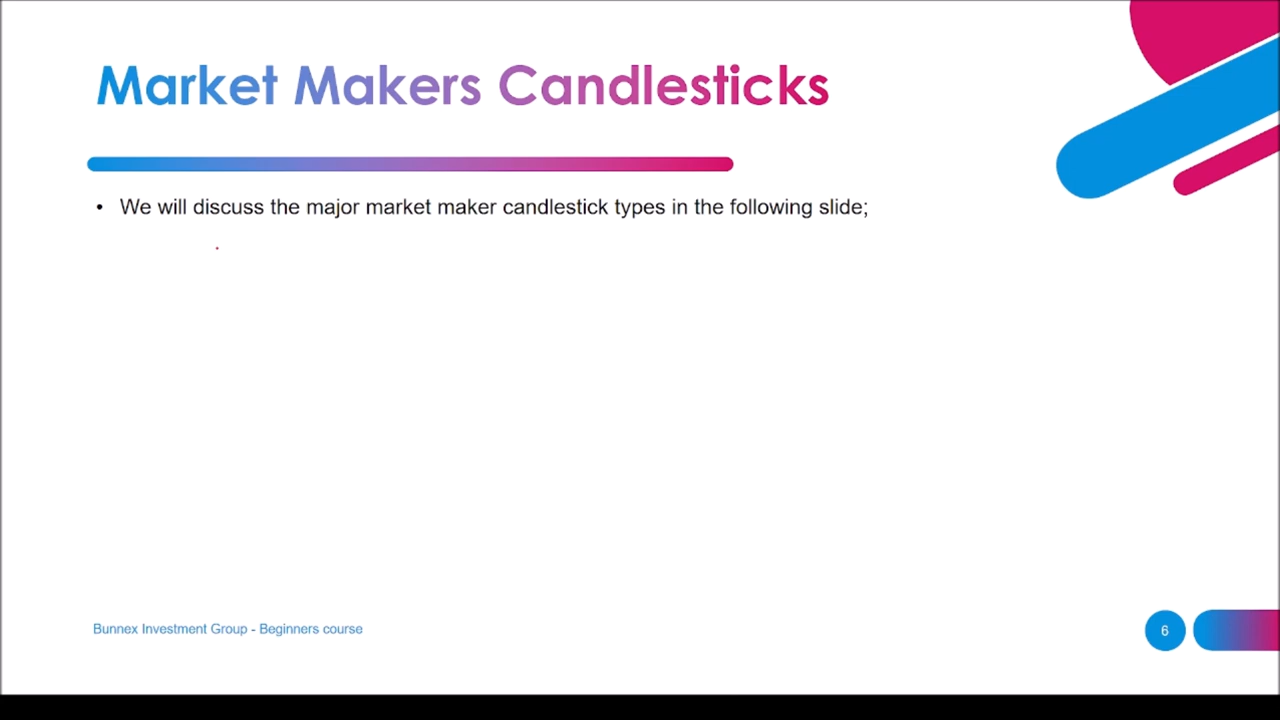 Market Makers Candlesticks
• We will discuss the major market maker candlestick types in the following slide;
Bunnex Investment Group - Beginners course
6